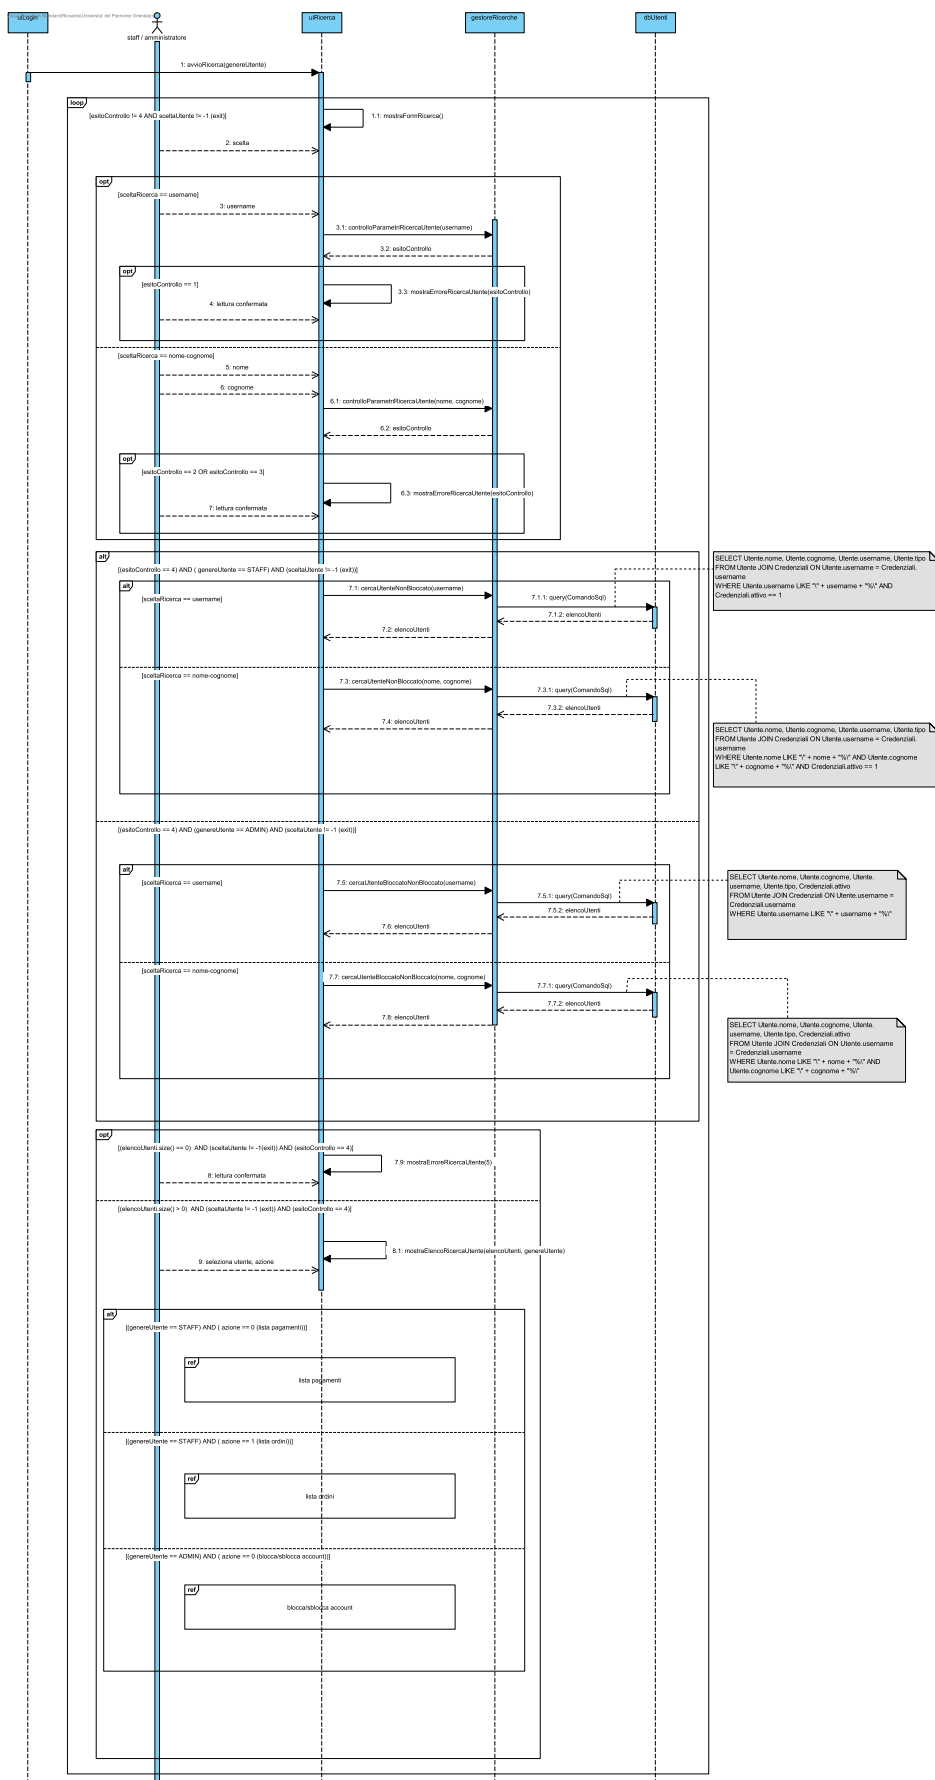 uiLogin
uiRicerca
gestoreRicerche
dbUtenti
staff / amministratore
1: avvioRicerca(genereUtente)
loop
[esitoControllo != 4 AND sceltaUtente != -1 (exit)]
1.1: mostraFormRicerca()
2: scelta
opt
[sceltaRicerca == username]
3: username
3.1: controlloParametriRicercaUtente(username)
3.2: esitoControllo
opt
[esitoControllo == 1]
3.3: mostraErroreRicercaUtente(esitoControllo)
4: lettura confermata
[sceltaRicerca == nome-cognome]
5: nome
6: cognome
6.1: controlloParametriRicercaUtente(nome, cognome)
6.2: esitoControllo
opt
[esitoControllo == 2 OR esitoControllo == 3]
6.3: mostraErroreRicercaUtente(esitoControllo)
7: lettura confermata
alt
[(esitoControllo == 4) AND ( genereUtente == STAFF) AND (sceltaUtente != -1 (exit))]
alt
[sceltaRicerca == username]
7.1: cercaUtenteNonBloccato(username)
7.1.1: query(ComandoSql)
7.1.2: elencoUtenti
7.2: elencoUtenti
SELECT Utente.nome, Utente.cognome, Utente.username, Utente.tipo
FROM Utente JOIN Credenziali ON Utente.username = Credenziali.
username
WHERE Utente.username LIKE "\" + username + "%\" AND
Credenziali.attivo == 1
[sceltaRicerca == nome-cognome]
7.3: cercaUtenteNonBloccato(nome, cognome)
7.3.1: query(ComandoSql)
7.3.2: elencoUtenti
7.4: elencoUtenti
SELECT Utente.nome, Utente.cognome, Utente.username, Utente.tipo
FROM Utente JOIN Credenziali ON Utente.username = Credenziali.
username
WHERE Utente.nome LIKE "\" + nome + "%\" AND Utente.cognome
LIKE "\" + cognome + "%\" AND Credenziali.attivo == 1
[(esitoControllo == 4) AND (genereUtente == ADMIN) AND (sceltaUtente != -1 (exit))]
alt
[sceltaRicerca == username]
7.5: cercaUtenteBloccatoNonBloccato(username)
7.5.1: query(ComandoSql)
7.5.2: elencoUtenti
7.6: elencoUtenti
SELECT Utente.nome, Utente.cognome, Utente.
username, Utente.tipo, Credenziali.attivo
FROM Utente JOIN Credenziali ON Utente.username =
Credenziali.username
WHERE Utente.username LIKE "\" + username + "%\"
[sceltaRicerca == nome-cognome]
7.7: cercaUtenteBloccatoNonBloccato(nome, cognome)
7.7.1: query(ComandoSql)
7.7.2: elencoUtenti
7.8: elencoUtenti
SELECT Utente.nome, Utente.cognome, Utente.
username, Utente.tipo, Credenziali.attivo
FROM Utente JOIN Credenziali ON Utente.username
= Credenziali.username
WHERE Utente.nome LIKE "\" + nome + "%\" AND
Utente.cognome LIKE "\" + cognome + "%\"
opt
[(elencoUtenti.size() == 0) AND (sceltaUtente != -1(exit)) AND (esitoControllo == 4)]
7.9: mostraErroreRicercaUtente(5)
8: lettura confermata
[(elencoUtenti.size() > 0) AND (sceltaUtente != -1 (exit)) AND (esitoControllo == 4)]
8.1: mostraElencoRicercaUtente(elencoUtenti, genereUtente)
9: seleziona utente, azione
alt
[(genereUtente == STAFF) AND ( azione == 0 (lista pagamenti))]
ref
lista pagamenti
[(genereUtente == STAFF) AND ( azione == 1 (lista ordini))]
ref
lista ordini
[(genereUtente == ADMIN) AND ( azione == 0 (blocca/sblocca account))]
ref
blocca/sblocca account